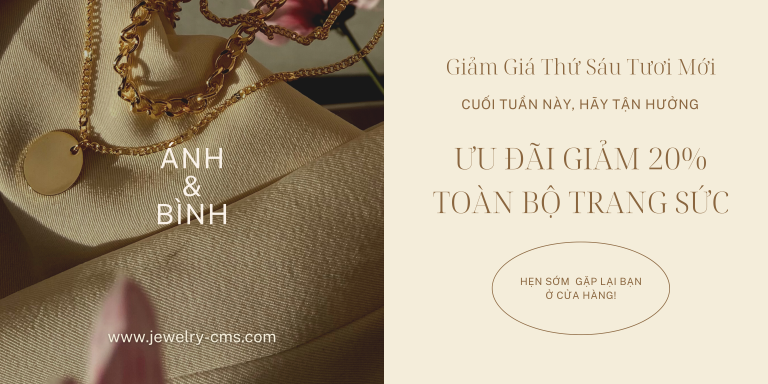 ÁNH
&
BÌNH
www.jewelry-cms.com
Giảm Giá Thứ Sáu Tươi Mới
CUỐI TUẦN NÀY, HÃY TẬN HƯỞNG
ƯU ĐÃI GIẢM 20%
TOÀN BỘ TRANG SỨC
HẸN SỚM GẶP LẠI BẠN
Ở CỬA HÀNG!